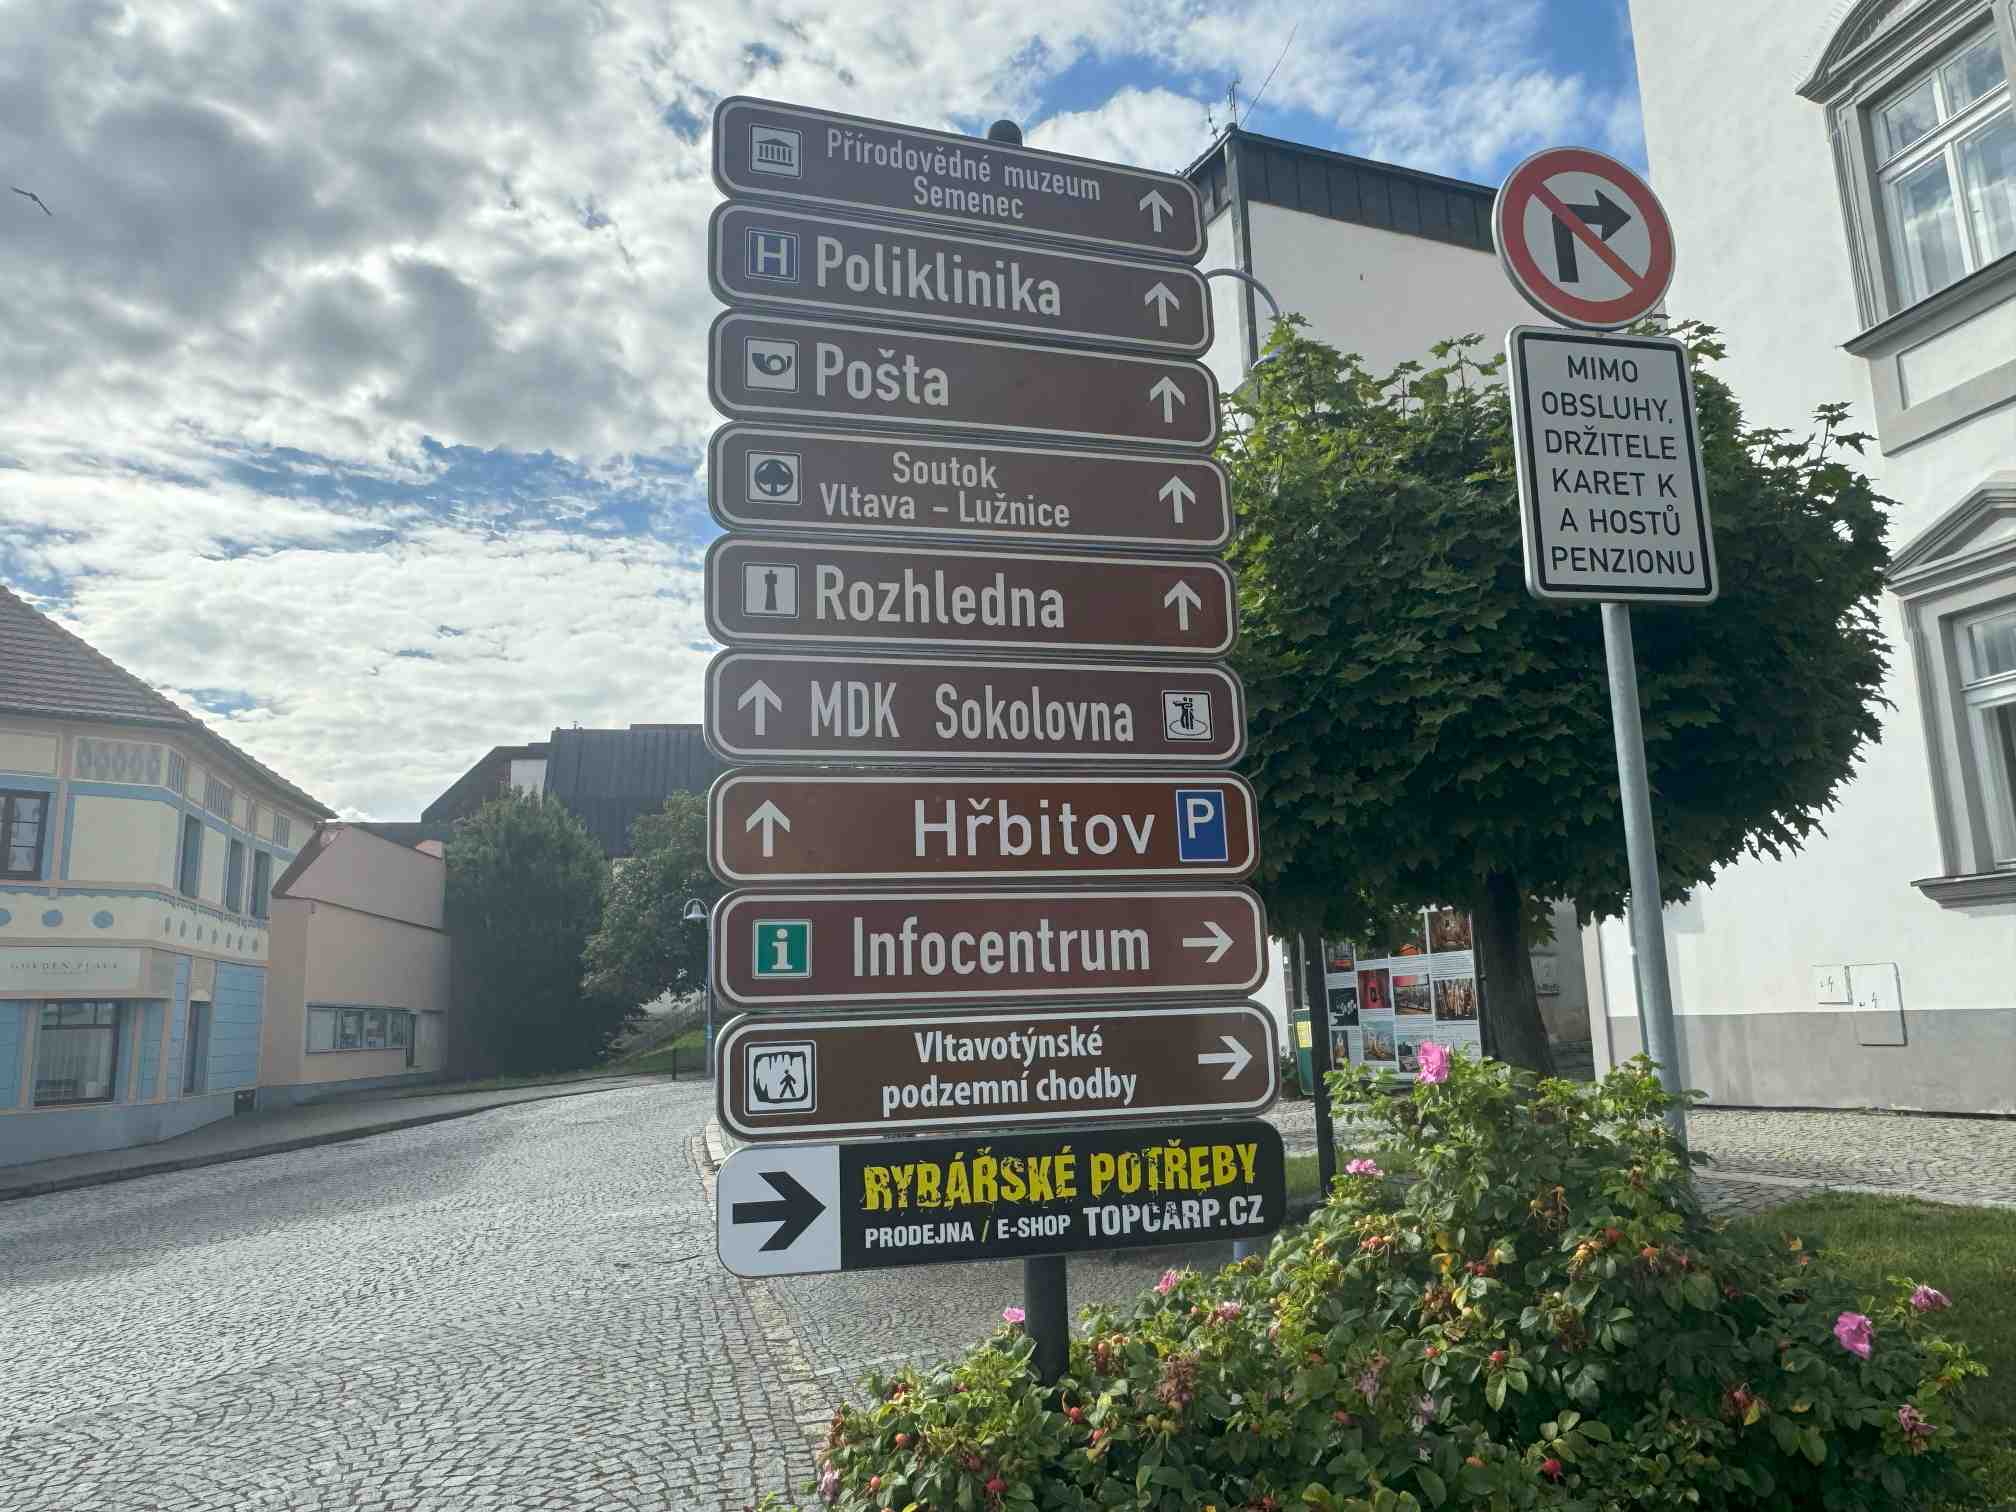 Přírodovědné muzeum
Semenec
H Poliklinika
Pošta
Soutok
Vltava - Lužnice
Rozhledna
MDK Sokolovna
Hřbitov P
i Infocentrum
Vltavotýnské
podzemní chodby
RYBÁŘSKÉ POTŘEBY
PRODEJNA / E-SHOP TOPCARP.CZ
MIMO
OBSLUHY,
DRŽITELE
KARET K
A HOSTŮ
PENZIONU